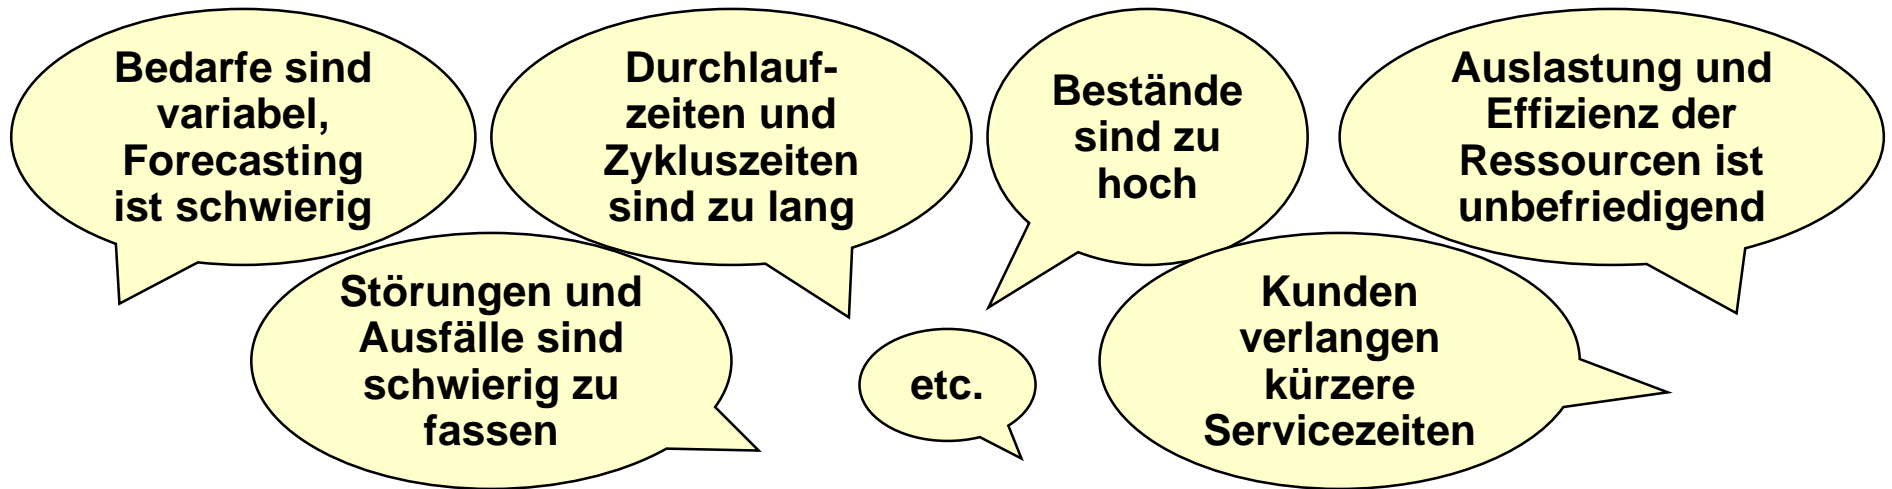 Bedarfe sind
variabel,
Forecasting
ist schwierig
Durchlauf-
zeiten und
Zykluszeiten
sind zu lang
Bestände
sind zu
hoch
Auslastung und
Effizienz der
Ressourcen ist
unbefriedigend
Störungen und
Ausfälle sind
schwierig zu
fassen
etc.
Kunden
verlangen
kürzere
Servicezeiten